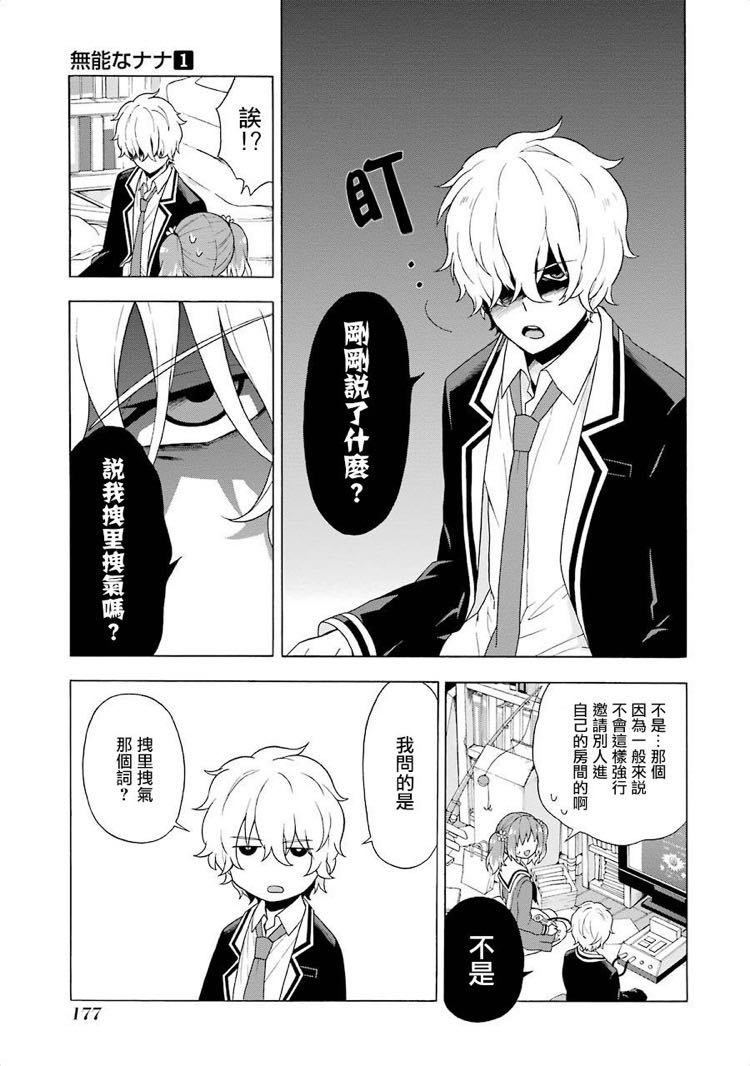 無能なナナ1
盯
剛剛說了什麼？
誒!?
說我拽里拽氣嗎？
不是…那個
因為一般來說
不會這樣強行
邀請別人進
自己的房間的啊
不是
我問的是
拽里拽氣
那個詞？
177